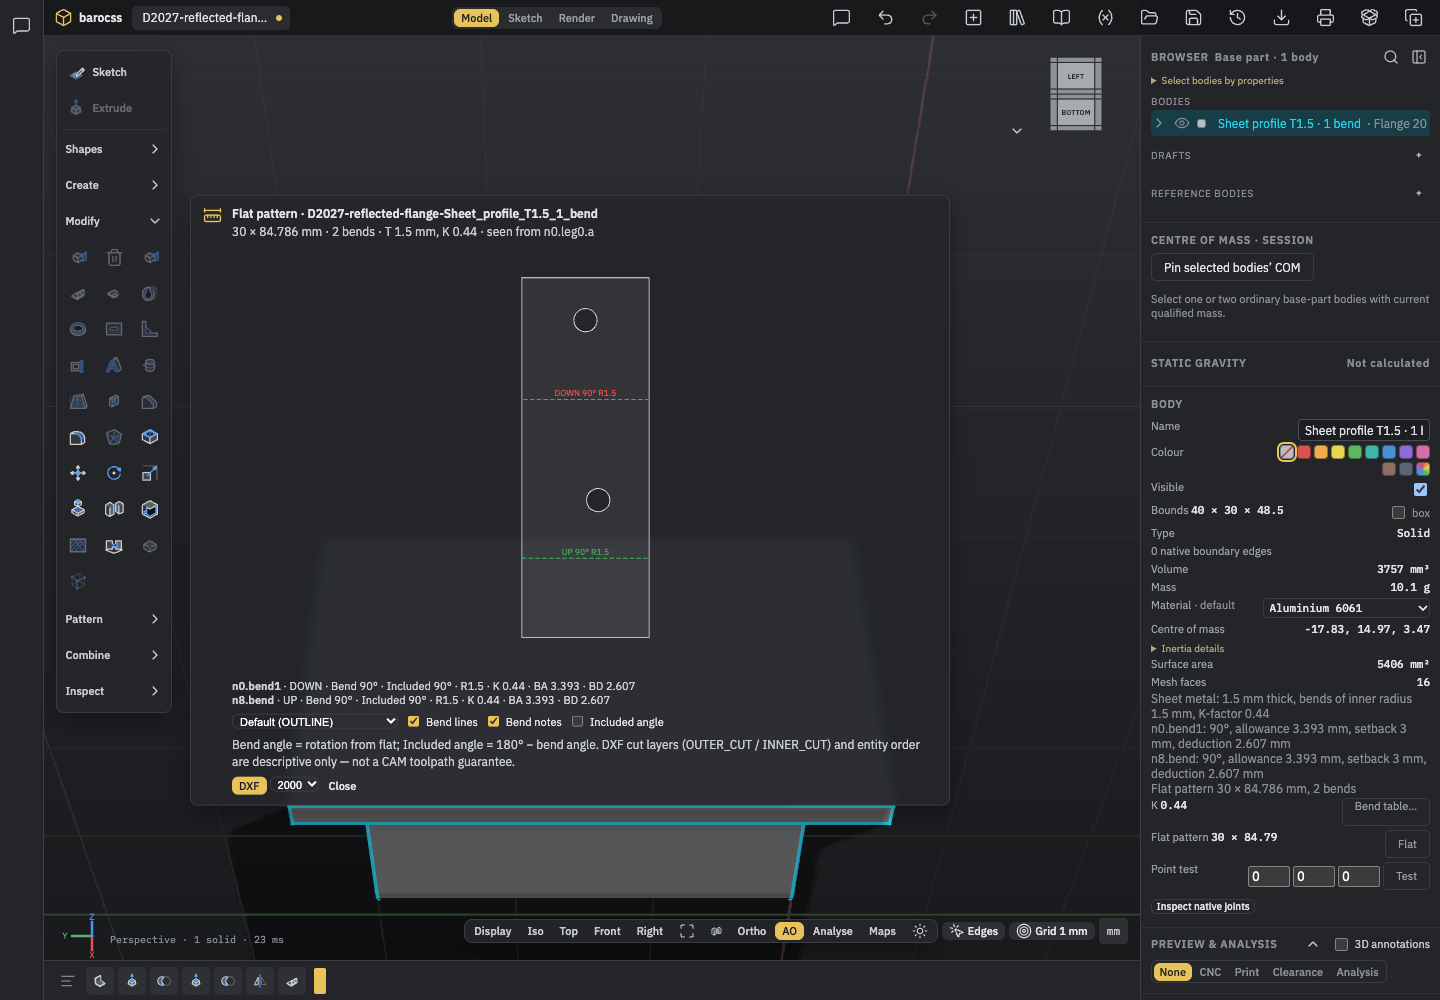 barocss
D2027-reflected-flan...
Model
Sketch
Render
Drawing
Sketch
Extrude
Shapes
Create
Modify
Pattern
Combine
Inspect
LEFT
BOTTOM
Flat pattern · D2027-reflected-flange-Sheet_profile_T1.5_1_bend
30 × 84.786 mm · 2 bends · T 1.5 mm, K 0.44 · seen from n0.leg0.a
DOWN 90° R1.5
UP 90° R1.5
n0.bend1 · DOWN · Bend 90° · Included 90° · R1.5 · K 0.44 · BA 3.393 · BD 2.607
n8.bend · UP · Bend 90° · Included 90° · R1.5 · K 0.44 · BA 3.393 · BD 2.607
Default (OUTLINE)
Bend lines
Bend notes
Included angle
Bend angle = rotation from flat; Included angle = 180° − bend angle. DXF cut layers (OUTER_CUT / INNER_CUT) and entity order
are descriptive only — not a CAM toolpath guarantee.
DXF
2000
Close
Z
Y
X
Perspective · 1 solid · 23 ms
Display
Iso
Top
Front
Right
Ortho
AO
Analyse
Maps
Edges
Grid 1 mm
mm
BROWSER Base part · 1 body
Select bodies by properties
BODIES
Sheet profile T1.5 · 1 bend · Flange 20
DRAFTS
REFERENCE BODIES
CENTRE OF MASS · SESSION
Pin selected bodies’ COM
Select one or two ordinary base-part bodies with current
qualified mass.
STATIC GRAVITY
Not calculated
BODY
Name
Sheet profile T1.5 · 1
Colour
Visible
Bounds 40 × 30 × 48.5
box
Type
Solid
0 native boundary edges
Volume
3757 mm³
Mass
10.1 g
Material · default
Aluminium 6061
Centre of mass
-17.83, 14.97, 3.47
Inertia details
Surface area
5406 mm²
Mesh faces
16
Sheet metal: 1.5 mm thick, bends of inner radius
1.5 mm, K-factor 0.44
n0.bend1: 90°, allowance 3.393 mm, setback 3
mm, deduction 2.607 mm
n8.bend: 90°, allowance 3.393 mm, setback 3 mm,
deduction 2.607 mm
Flat pattern 30 × 84.786 mm, 2 bends
K 0.44
Bend table...
Flat pattern 30 × 84.79
Flat
Point test
0
0
0
Test
Inspect native joints
PREVIEW & ANALYSIS
3D annotations
None
CNC
Print
Clearance
Analysis